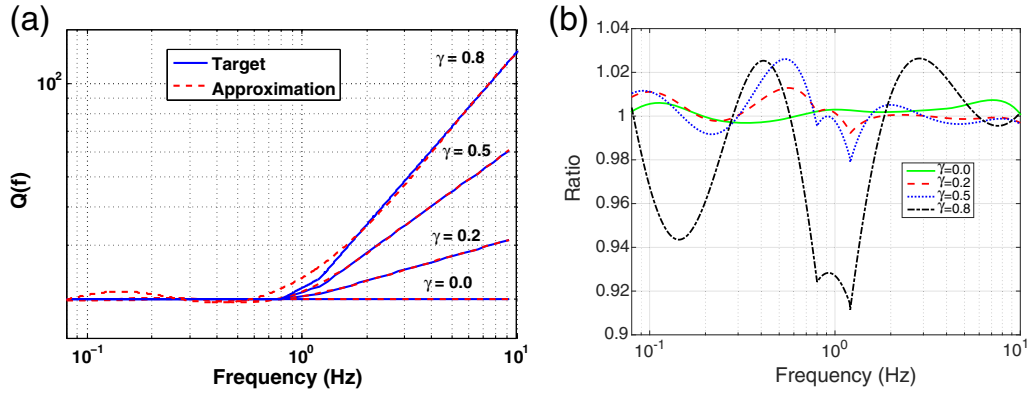 (a)
Target
Approximation
γ = 0.8
γ = 0.5
γ = 0.2
γ = 0.0
10²
Q(f)
10⁻¹
10⁰
10¹
Frequency (Hz)
(b)
1.04
1.02
1
0.98
0.96
0.94
0.92
0.9
Ratio
γ=0.0
γ=0.2
γ=0.5
γ=0.8
10⁻¹
10⁰
10¹
Frequency (Hz)